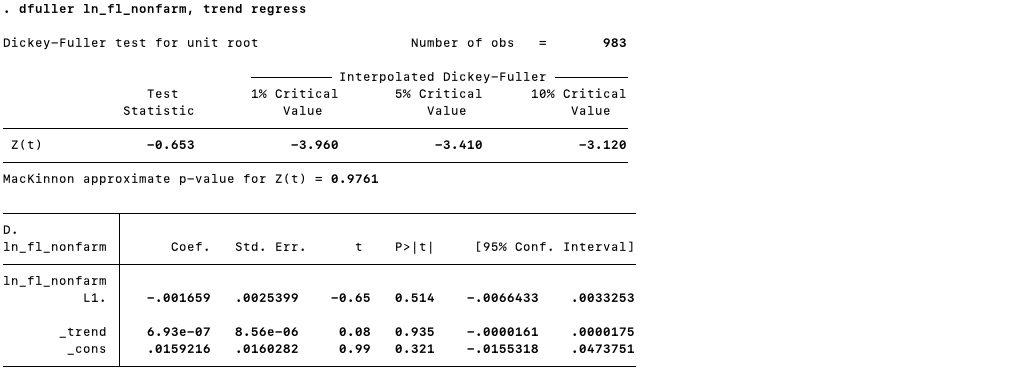 . dfuller ln_fl_nonfarm, trend regress
Dickey-Fuller test for unit root Number of obs = 983
Interpolated Dickey-Fuller
Test 1% Critical 5% Critical 10% Critical
Statistic Value Value Value
Z(t) -0.653 -3.960 -3.410 -3.120
MacKinnon approximate p-value for Z(t) = 0.9761
D.
ln_fl_nonfarm Coef. Std. Err. t P>|t| [95% Conf. Interval]
ln_fl_nonfarm
L1. -.001659 .0025399 -0.65 0.514 -.0066433 .0033253
_trend 6.93e-07 8.56e-06 0.08 0.935 -.0000161 .0000175
_cons .0159216 .0160282 0.99 0.321 -.0155318 .0473751